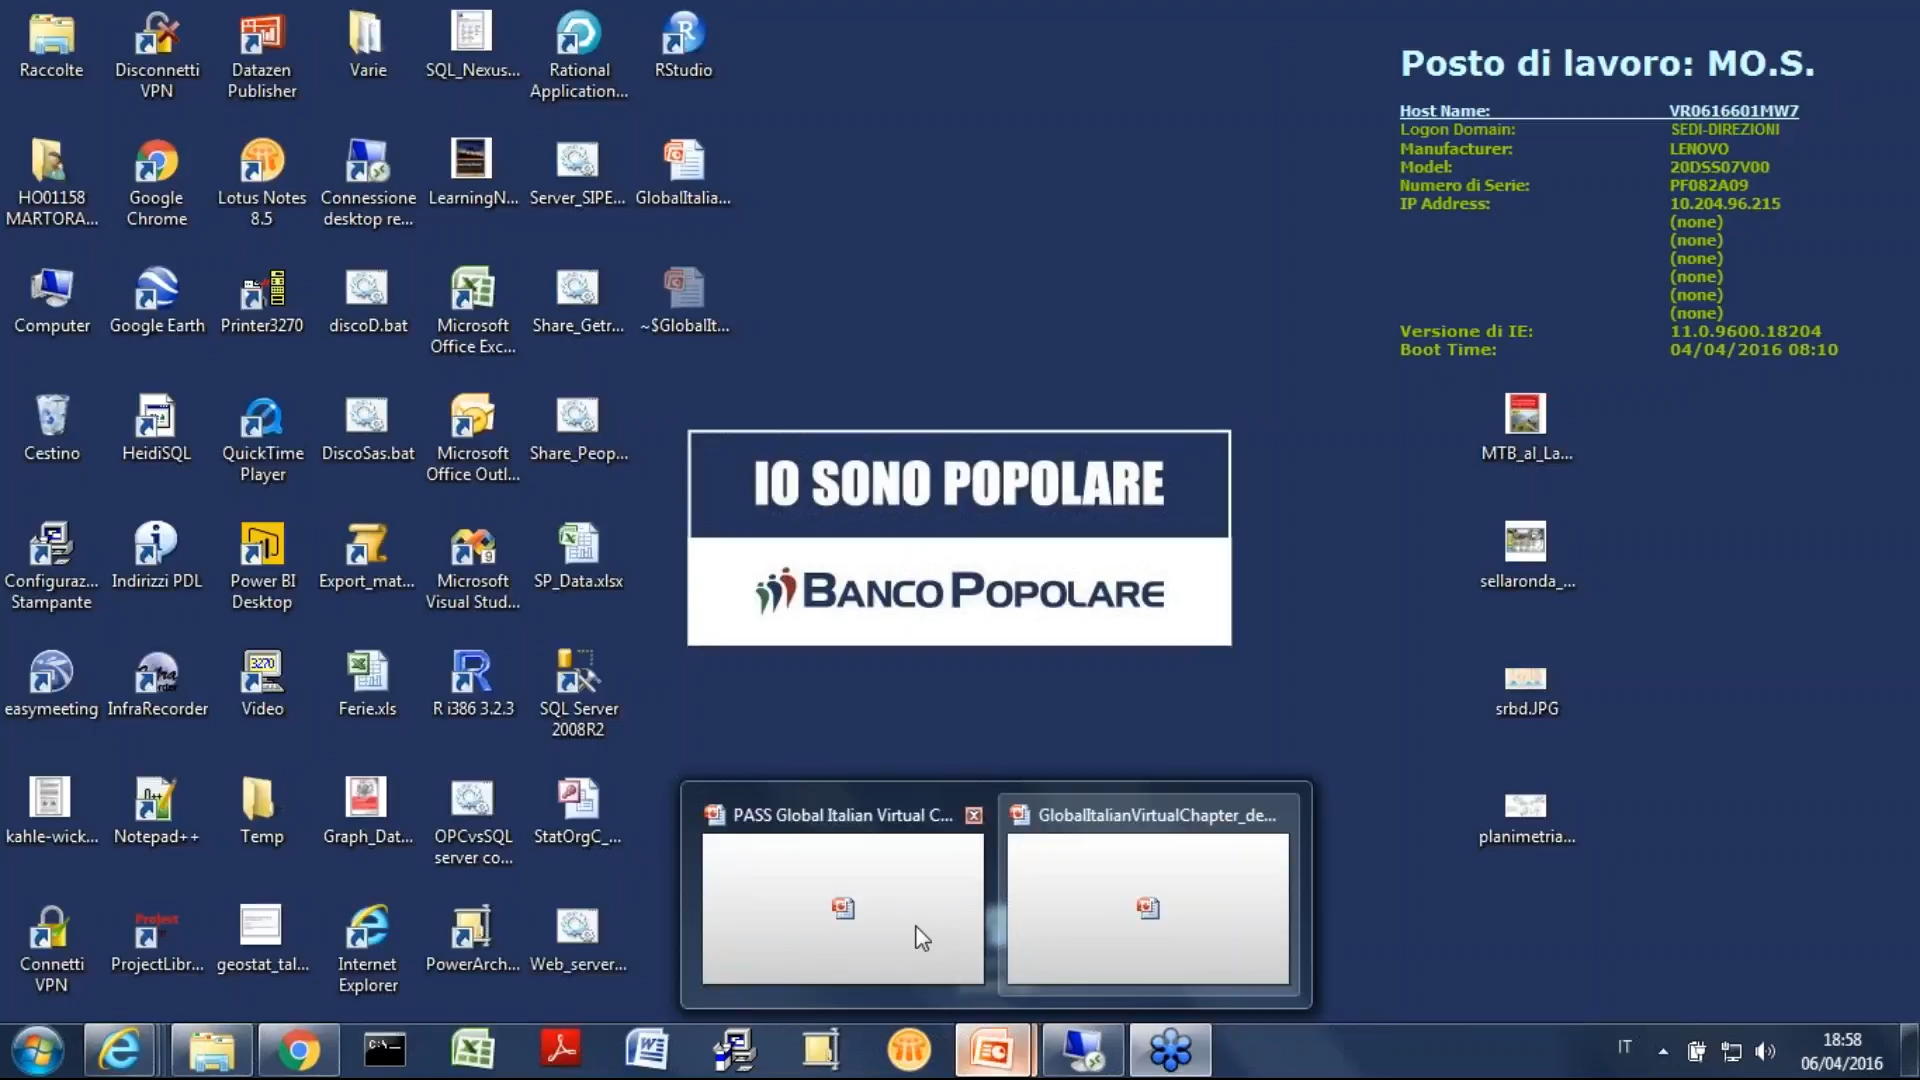 Raccolte
Disconnetti
VPN
Datazen
Publisher
Varie
SQL_Nexus...
Rational
Application...
RStudio
HO01158
MARTORA...
Google
Chrome
Lotus Notes
8.5
Connessione
desktop re...
LearningN...
Server_SIPE...
GlobalItalia...
Computer
Google Earth
Printer3270
discoD.bat
Microsoft
Office Exc...
Share_Getr...
~$GlobalIt...
Cestino
HeidiSQL
QuickTime
Player
DiscoSas.bat
Microsoft
Office Outl...
Share_Peop...
Configuraz...
Stampante
Indirizzi PDL
Power BI
Desktop
Export_mat...
Microsoft
Visual Stud...
SP_Data.xlsx
easymeeting
InfraRecorder
3270
Video
Ferie.xls
R i386 3.2.3
SQL Server
2008R2
kahle-wick...
Notepad++
Temp
Graph_Dat...
OPCvsSQL
server co...
StatOrgC_...
Connetti
VPN
Project
ProjectLibr...
geostat_tal...
Internet
Explorer
PowerArch...
Web_server...
Posto di lavoro: MO.S.
Host Name: VR0616601MW7
Logon Domain: SEDI-DIREZIONI
Manufacturer: LENOVO
Model: 20DSS07V00
Numero di Serie: PF082A09
IP Address: 10.204.96.215
(none)
(none)
(none)
(none)
(none)
(none)
Versione di IE: 11.0.9600.18204
Boot Time: 04/04/2016 08:10
MTB_al_La...
sellaronda_...
srbd.JPG
planimetria...
IO SONO POPOLARE
BANCO POPOLARE
PASS Global Italian Virtual C...
GlobalItalianVirtualChapter_de...
IT
18:58
06/04/2016